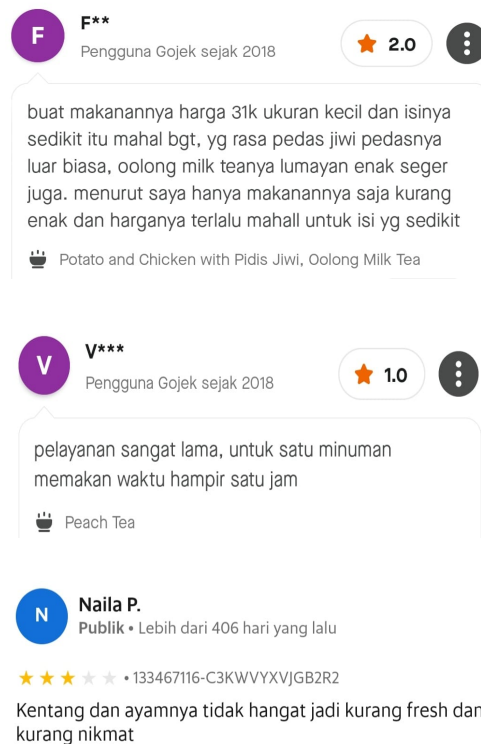 F
F**
Pengguna Gojek sejak 2018
2.0
buat makanannya harga 31k ukuran kecil dan isinya
sedikit itu mahal bgt, yg rasa pedas jiwi pedasnya
luar biasa, oolong milk teanya lumayan enak seger
juga. menurut saya hanya makanannya saja kurang
enak dan harganya terlalu mahall untuk isi yg sedikit
Potato and Chicken with Pidis Jiwi, Oolong Milk Tea
V
V***
Pengguna Gojek sejak 2018
1.0
pelayanan sangat lama, untuk satu minuman
memakan waktu hampir satu jam
Peach Tea
N
Naila P.
Publik • Lebih dari 406 hari yang lalu
• 133467116-C3KWVYXVJGB2R2
Kentang dan ayamnya tidak hangat jadi kurang fresh dan
kurang nikmat